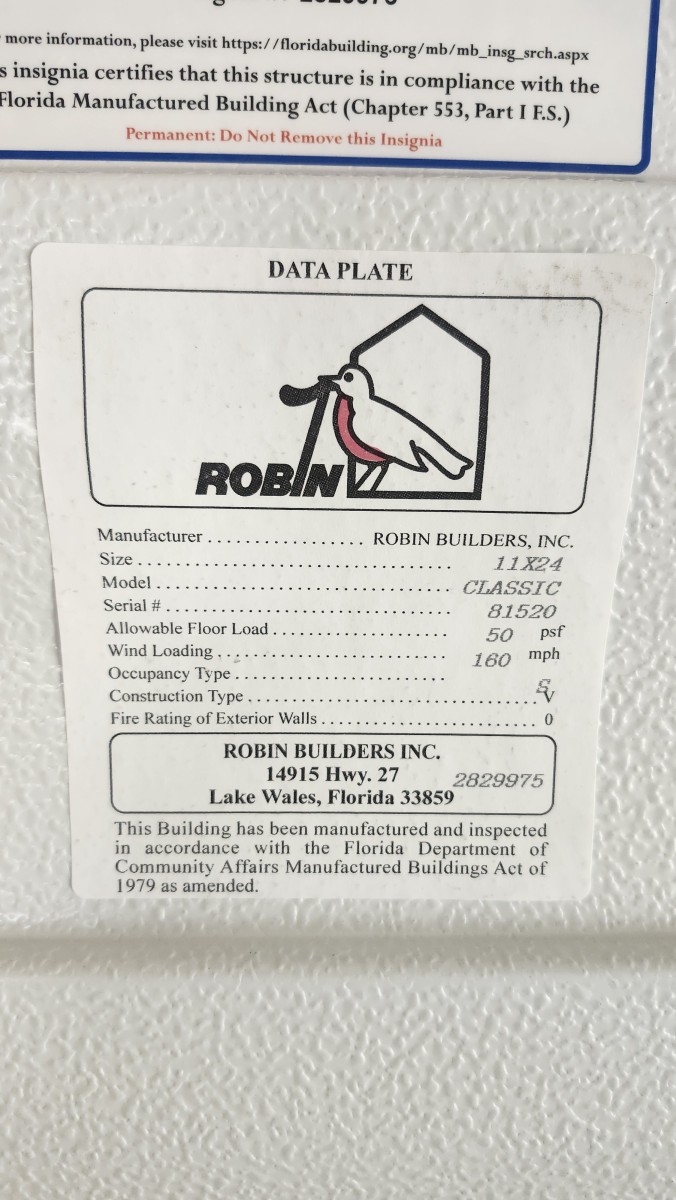 more information, please visit https://floridabuilding.org/mb/mb_insg_srch.aspx
s insignia certifies that this structure is in compliance with the
Florida Manufactured Building Act (Chapter 553, Part I F.S.)
Permanent: Do Not Remove this Insignia
DATA PLATE
ROBIN
Manufacturer ................. ROBIN BUILDERS, INC.
Size .................................. 11X24
Model ................................ CLASSIC
Serial # ............................... 81520
Allowable Floor Load ................... 50 psf
Wind Loading ......................... 160 mph
Occupancy Type ........................ S
Construction Type ............................... V
Fire Rating of Exterior Walls ........................ 0
ROBIN BUILDERS INC.
14915 Hwy. 27 2829975
Lake Wales, Florida 33859
This Building has been manufactured and inspected
in accordance with the Florida Department of
Community Affairs Manufactured Buildings Act of
1979 as amended.